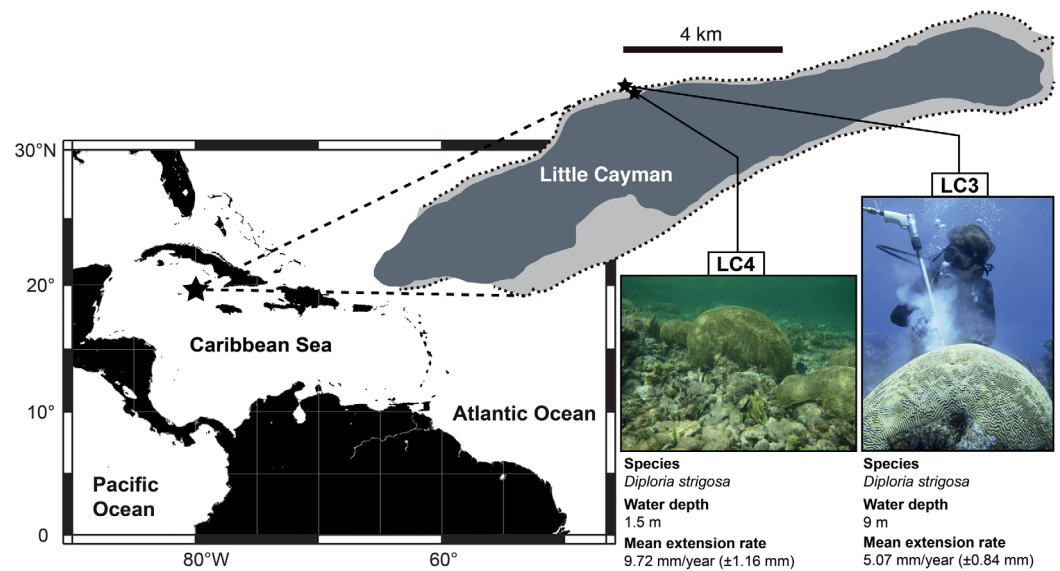 4 km
30°N
20°
10°
0
80°W
60°
Little Cayman
Caribbean Sea
Atlantic Ocean
Pacific
Ocean
LC4
LC3
Species
Diploria strigosa
Water depth
1.5 m
Mean extension rate
9.72 mm/year (±1.16 mm)
Species
Diploria strigosa
Water depth
9 m
Mean extension rate
5.07 mm/year (±0.84 mm)